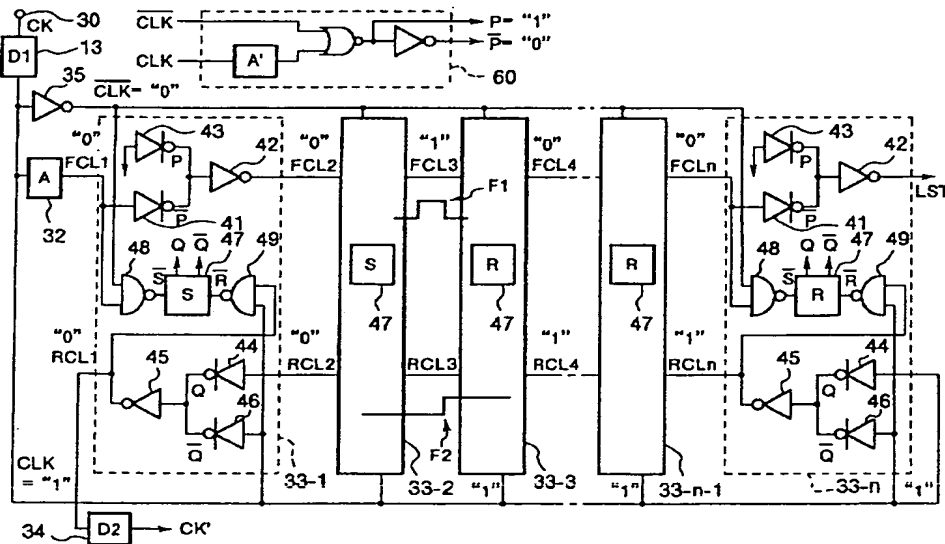 CK
30
D1
13
CLK
CLK
A'
P= "1"
P= "0"
60
35
CLK= "0"
"0"
FCL1
A
32
43
P
42
P
41
48
Q
Q
47
49
S
S
R
"0"
RCL1
45
44
Q
46
Q
33-1
"0"
FCL2
"1"
FCL3
F1
"0"
FCL4
"0"
FCLn
S
47
R
47
R
47
"0"
RCL2
RCL3
"1"
RCL4
"1"
RCLn
F2
33-2
"1"
33-3
"1"
33-n-1
43
P
42
LST
P
41
48
Q
Q
47
49
S
R
R
45
44
Q
46
Q
33-n
"1"
CLK
= "1"
34
D2
CK'